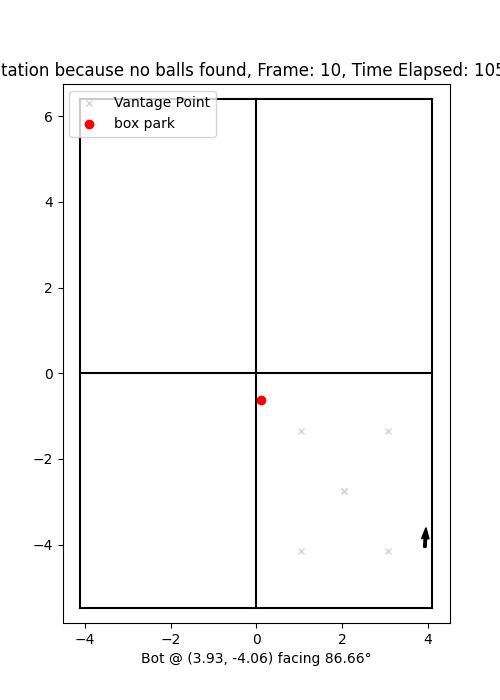 tation because no balls found, Frame: 10, Time Elapsed: 105
Vantage Point
box park
6
4
2
0
−2
−4
−4 −2 0 2 4
Bot @ (3.93, -4.06) facing 86.66°